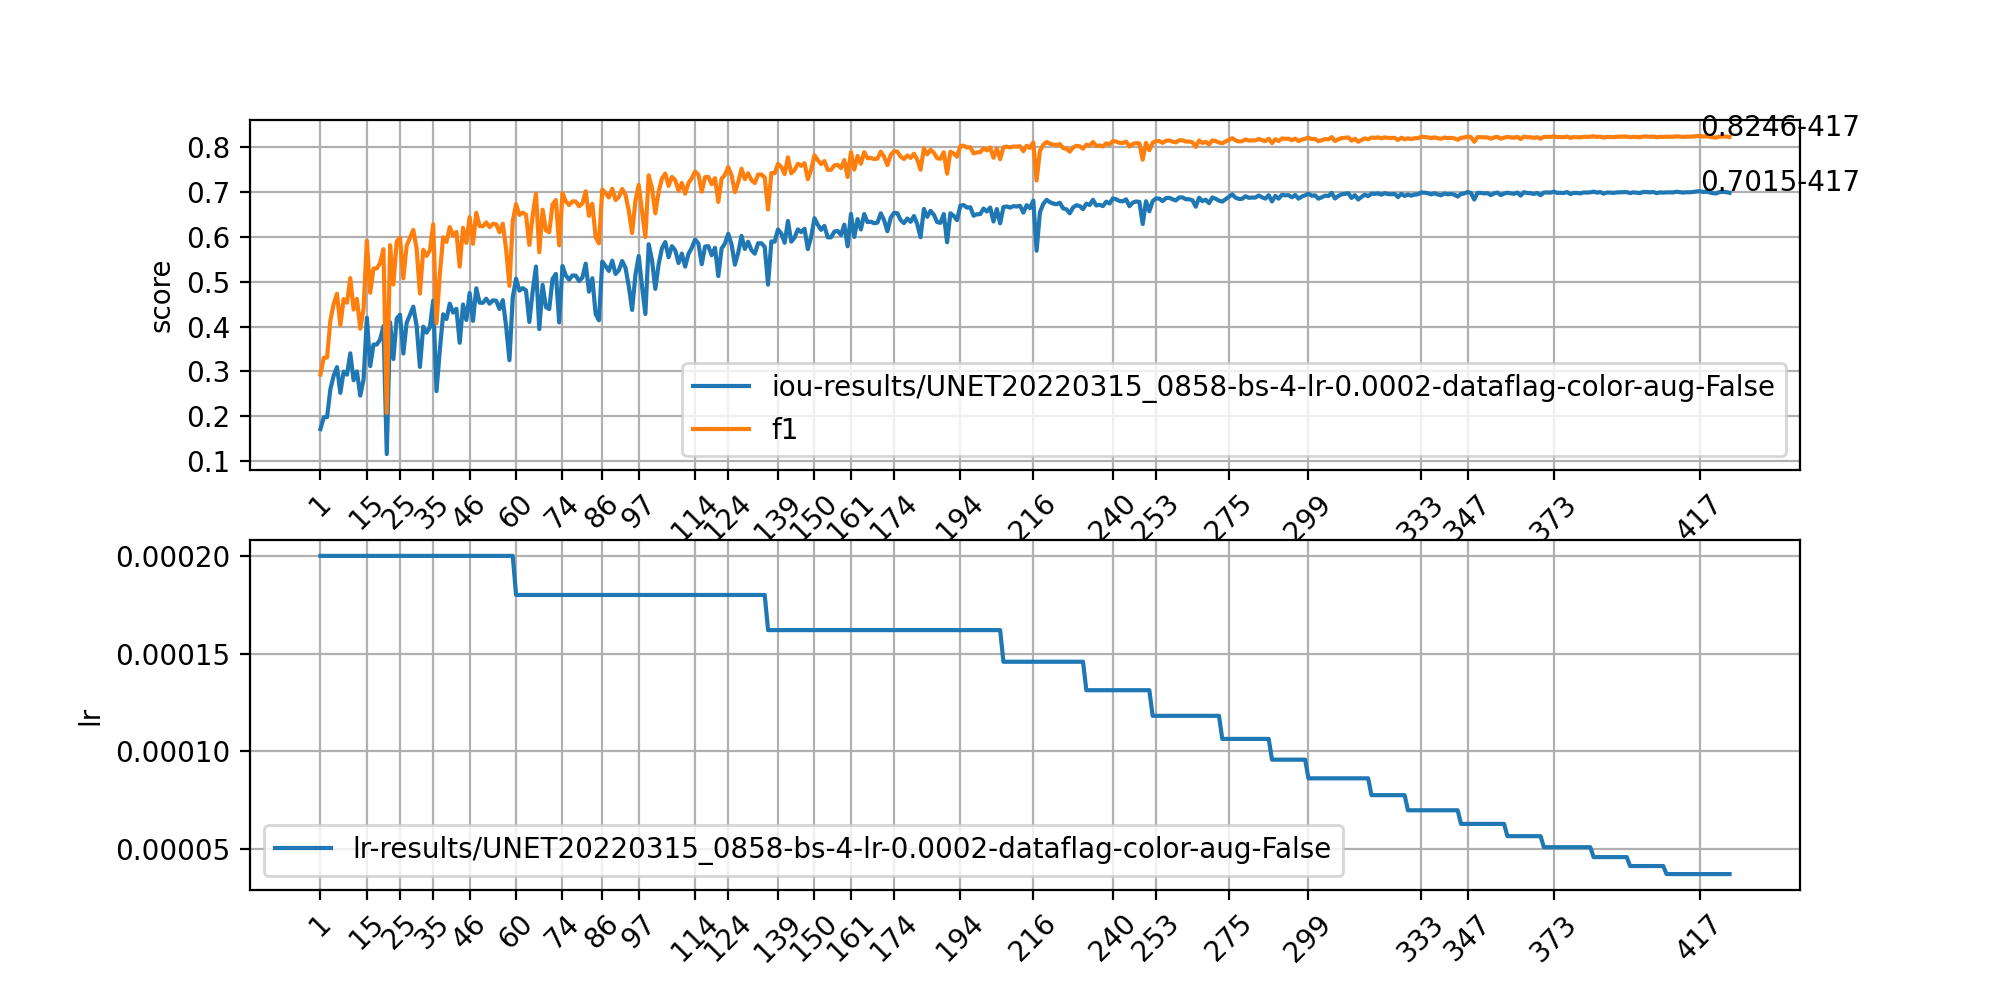 0.8246-417
0.7015-417
score
0.8
0.7
0.6
0.5
0.4
0.3
0.2
0.1
iou-results/UNET20220315_0858-bs-4-lr-0.0002-dataflag-color-aug-False
f1
1 15 25 35 46 60 74 86 97 114 124 139 150 161 174 194 216 240 253 275 299 333 347 373 417
lr
0.00020
0.00015
0.00010
0.00005
lr-results/UNET20220315_0858-bs-4-lr-0.0002-dataflag-color-aug-False
1 15 25 35 46 60 74 86 97 114 124 139 150 161 174 194 216 240 253 275 299 333 347 373 417